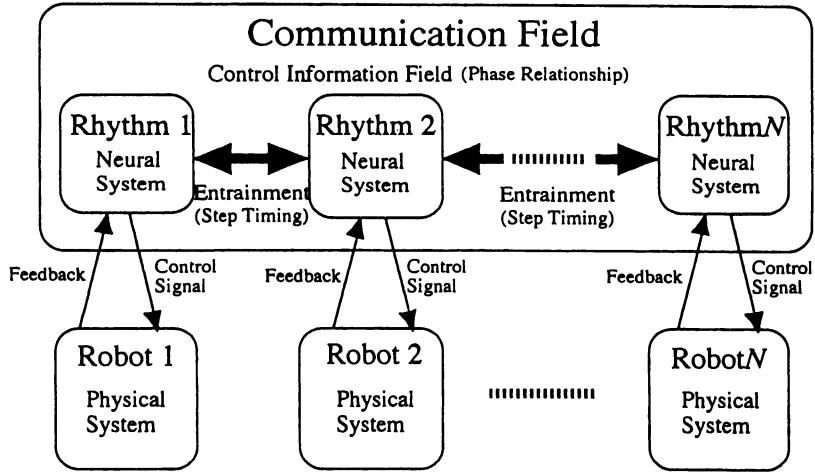 Communication Field
Control Information Field (Phase Relationship)
Rhythm 1
Neural
System
Rhythm 2
Neural
System
RhythmN
Neural
System
Entrainment
(Step Timing)
Entrainment
(Step Timing)
Feedback
Control
Signal
Feedback
Control
Signal
Feedback
Control
Signal
Robot 1
Physical
System
Robot 2
Physical
System
RobotN
Physical
System